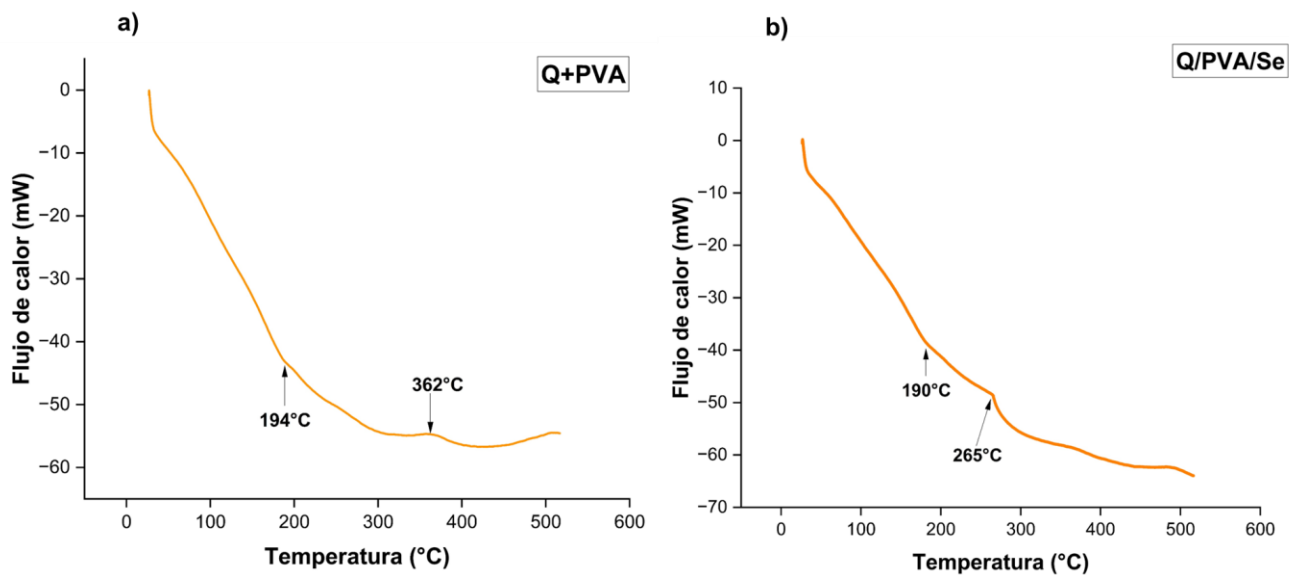 a)
Q+PVA
0
−10
−20
−30
−40
−50
−60
Flujo de calor (mW)
194°C
362°C
0 100 200 300 400 500 600
Temperatura (°C)
b)
Q/PVA/Se
10
0
−10
−20
−30
−40
−50
−60
−70
Flujo de calor (mW)
190°C
265°C
0 100 200 300 400 500 600
Temperatura (°C)